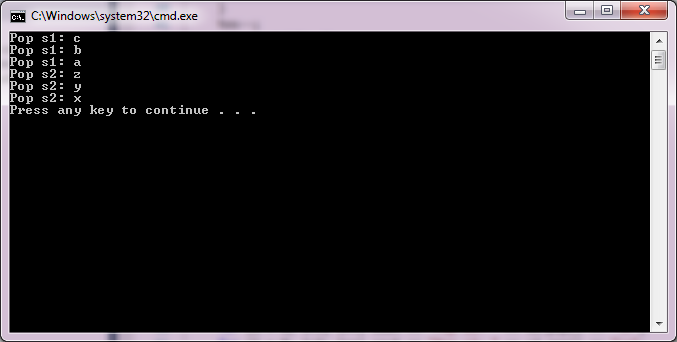 C:\Windows\system32\cmd.exe
Pop s1: c
Pop s1: b
Pop s1: a
Pop s2: z
Pop s2: y
Pop s2: x
Press any key to continue . . .